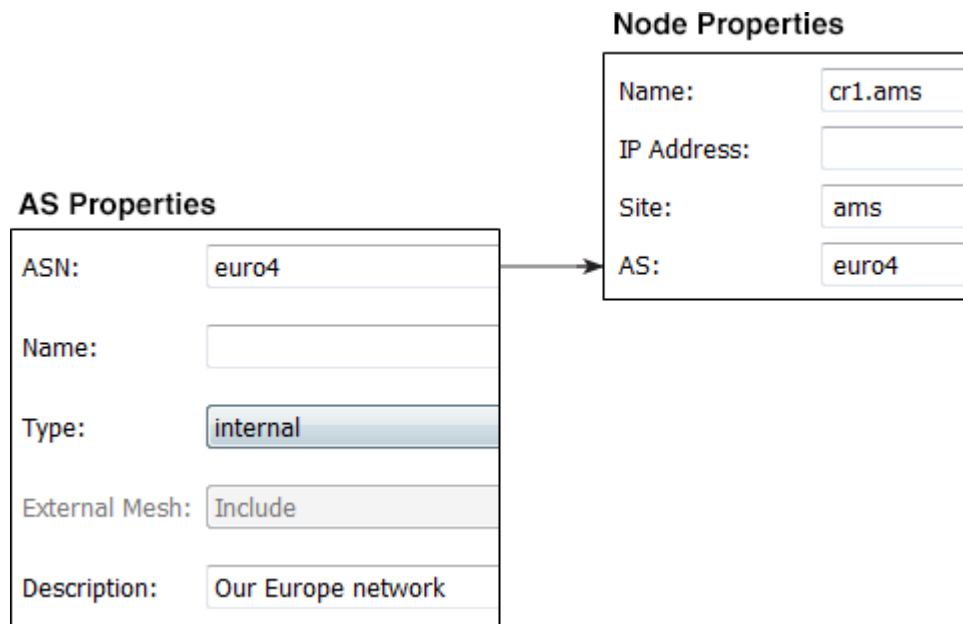 Node Properties
Name: cr1.ams
IP Address:
Site: ams
AS: euro4
AS Properties
ASN: euro4
Name:
Type: internal
External Mesh: Include
Description: Our Europe network